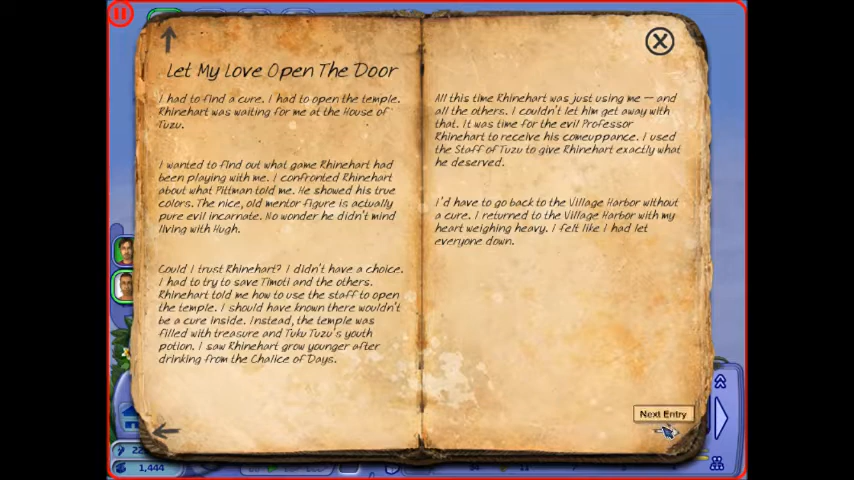 Let My Love Open The Door
I had to find a cure. I had to open the temple.
Rhinehart was waiting for me at the House of
Tuzu.
I wanted to find out what game Rhinehart had
been playing with me. I confronted Rhinehart
about what Pittman told me. He showed his true
colors. The nice, old mentor figure is actually
pure evil incarnate. No wonder he didn't mind
living with Hugh.
Could I trust Rhinehart? I didn't have a choice.
I had to try to save Timoti and the others.
Rhinehart told me how to use the staff to open
the temple. I should have known there wouldn't
be a cure inside. Instead, the temple was
filled with treasure and Tuku Tuzu's youth
potion. I saw Rhinehart grow younger after
drinking from the Chalice of Days.
All this time Rhinehart was just using me — and
all the others. I couldn't let him get away with
that. It was time for the evil Professor
Rhinehart to receive his comeuppance. I used
the Staff of Tuzu to give Rhinehart exactly what
he deserved.
I'd have to go back to the Village Harbor without
a cure. I returned to the Village Harbor with my
heart weighing heavy. I felt like I had let
everyone down.
Next Entry
1,444